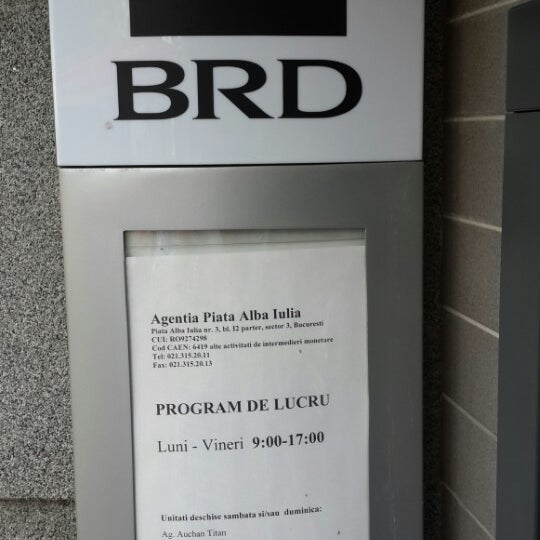 BRD
Agentia Piata Alba Iulia
Piata Alba Iulia nr. 3, bl. 12 parter, sector 3, Bucuresti
CUI: RO9274298
Cod CAEN: 6419 alte activitati de intermedieri monetare
Tel: 021.315.20.11
Fax: 021.315.20.13
PROGRAM DE LUCRU
Luni - Vineri 9:00-17:00
Unitati deschise sambata si/sau duminica:
Ag. Auchan Titan